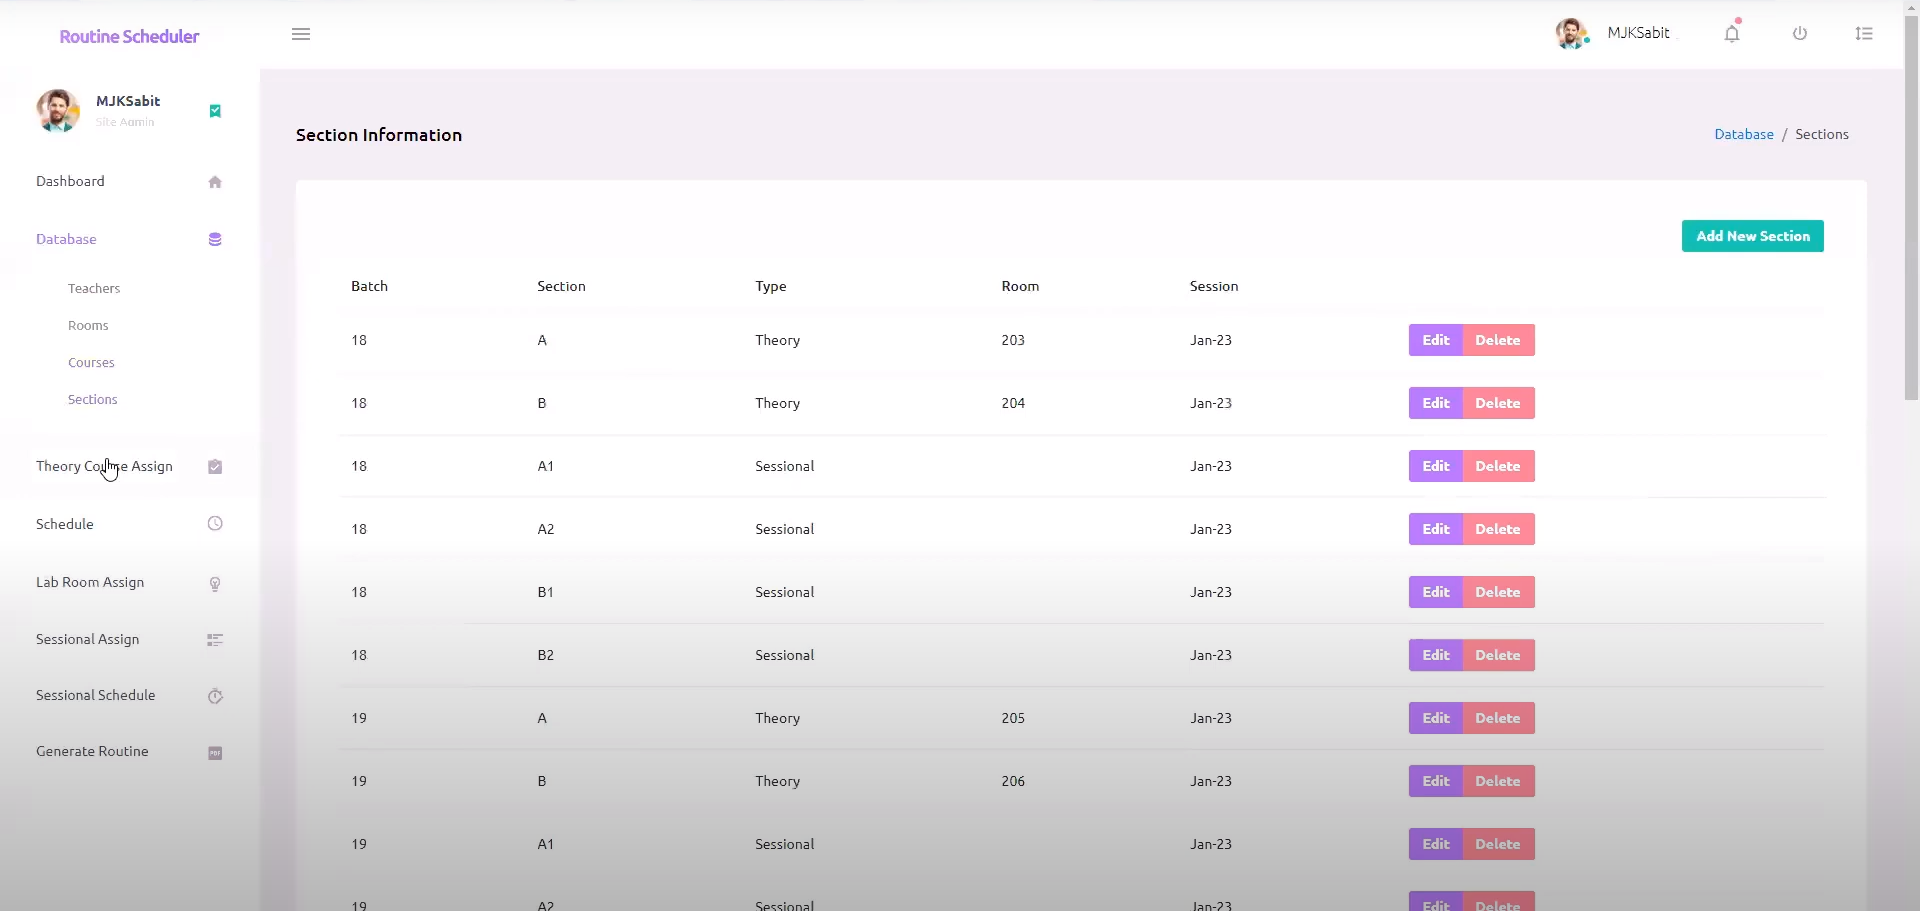 Routine Scheduler
MJKSabit
MJKSabit
Site Admin
Dashboard
Database
Teachers
Rooms
Courses
Sections
Theory Course Assign
Schedule
Lab Room Assign
Sessional Assign
Sessional Schedule
Generate Routine
PDF
Section Information
Database / Sections
Add New Section
Batch Section Type Room Session
18 A Theory 203 Jan-23 Edit Delete
18 B Theory 204 Jan-23 Edit Delete
18 A1 Sessional Jan-23 Edit Delete
18 A2 Sessional Jan-23 Edit Delete
18 B1 Sessional Jan-23 Edit Delete
18 B2 Sessional Jan-23 Edit Delete
19 A Theory 205 Jan-23 Edit Delete
19 B Theory 206 Jan-23 Edit Delete
19 A1 Sessional Jan-23 Edit Delete
19 A2 Sessional Jan-23 Edit Delete